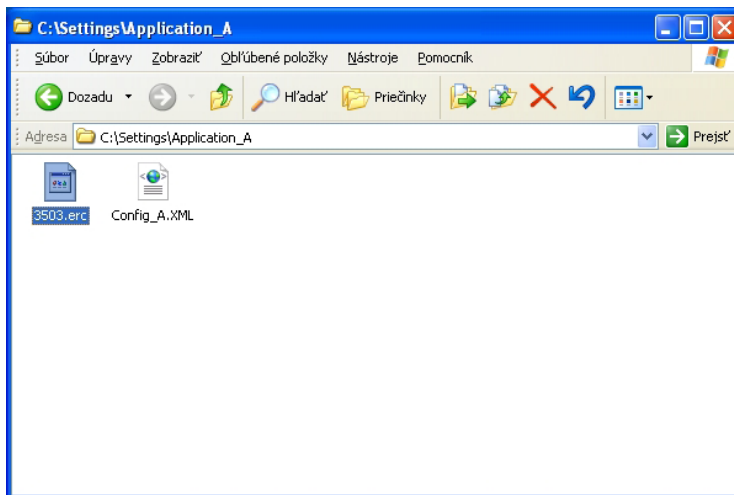 C:\Settings\Application_A
Súbor Úpravy Zobraziť Obľúbené položky Nástroje Pomocník
Dozadu Hľadať Priečinky
Adresa C:\Settings\Application_A Prejsť
3503.erc Config_A.XML